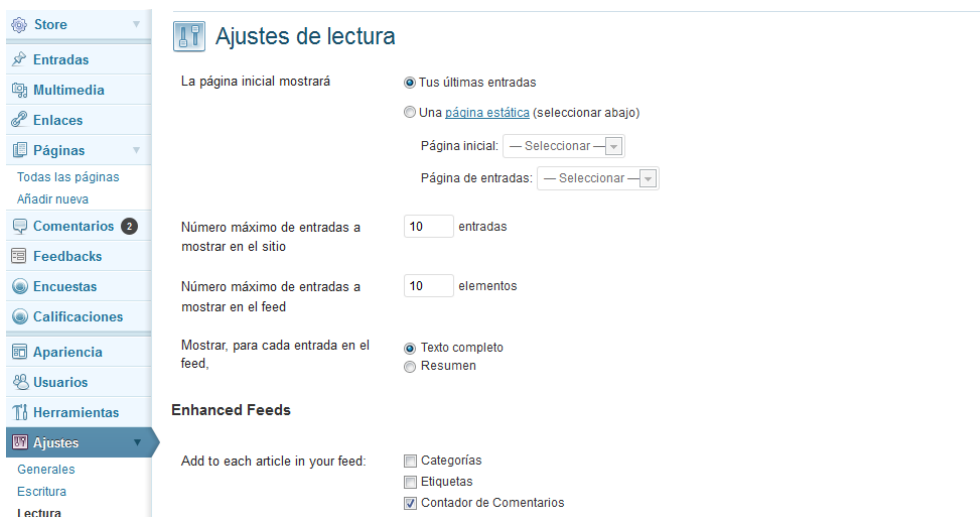 Store
Entradas
Multimedia
Enlaces
Páginas
Todas las páginas
Añadir nueva
Comentarios 2
Feedbacks
Encuestas
Calificaciones
Apariencia
Usuarios
Herramientas
Ajustes
Generales
Escritura
Lectura
Ajustes de lectura
La página inicial mostrará
Tus últimas entradas
Una página estática (seleccionar abajo)
Página inicial: — Seleccionar —
Página de entradas: — Seleccionar —
Número máximo de entradas a
mostrar en el sitio
10 entradas
Número máximo de entradas a
mostrar en el feed
10 elementos
Mostrar, para cada entrada en el
feed,
Texto completo
Resumen
Enhanced Feeds
Add to each article in your feed:
Categorías
Etiquetas
Contador de Comentarios